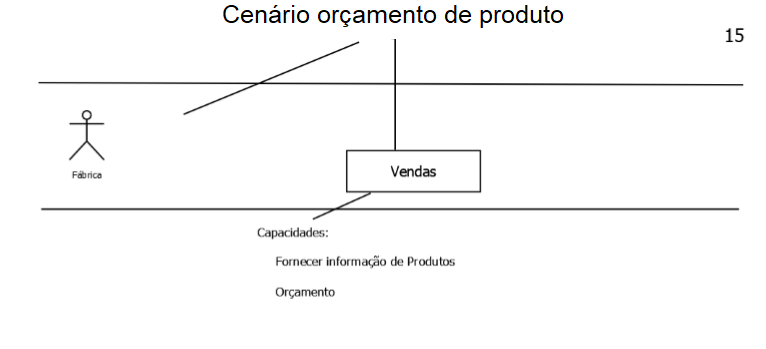 Cenário orçamento de produto
15
Fábrica
Vendas
Capacidades:
Fornecer informação de Produtos
Orçamento